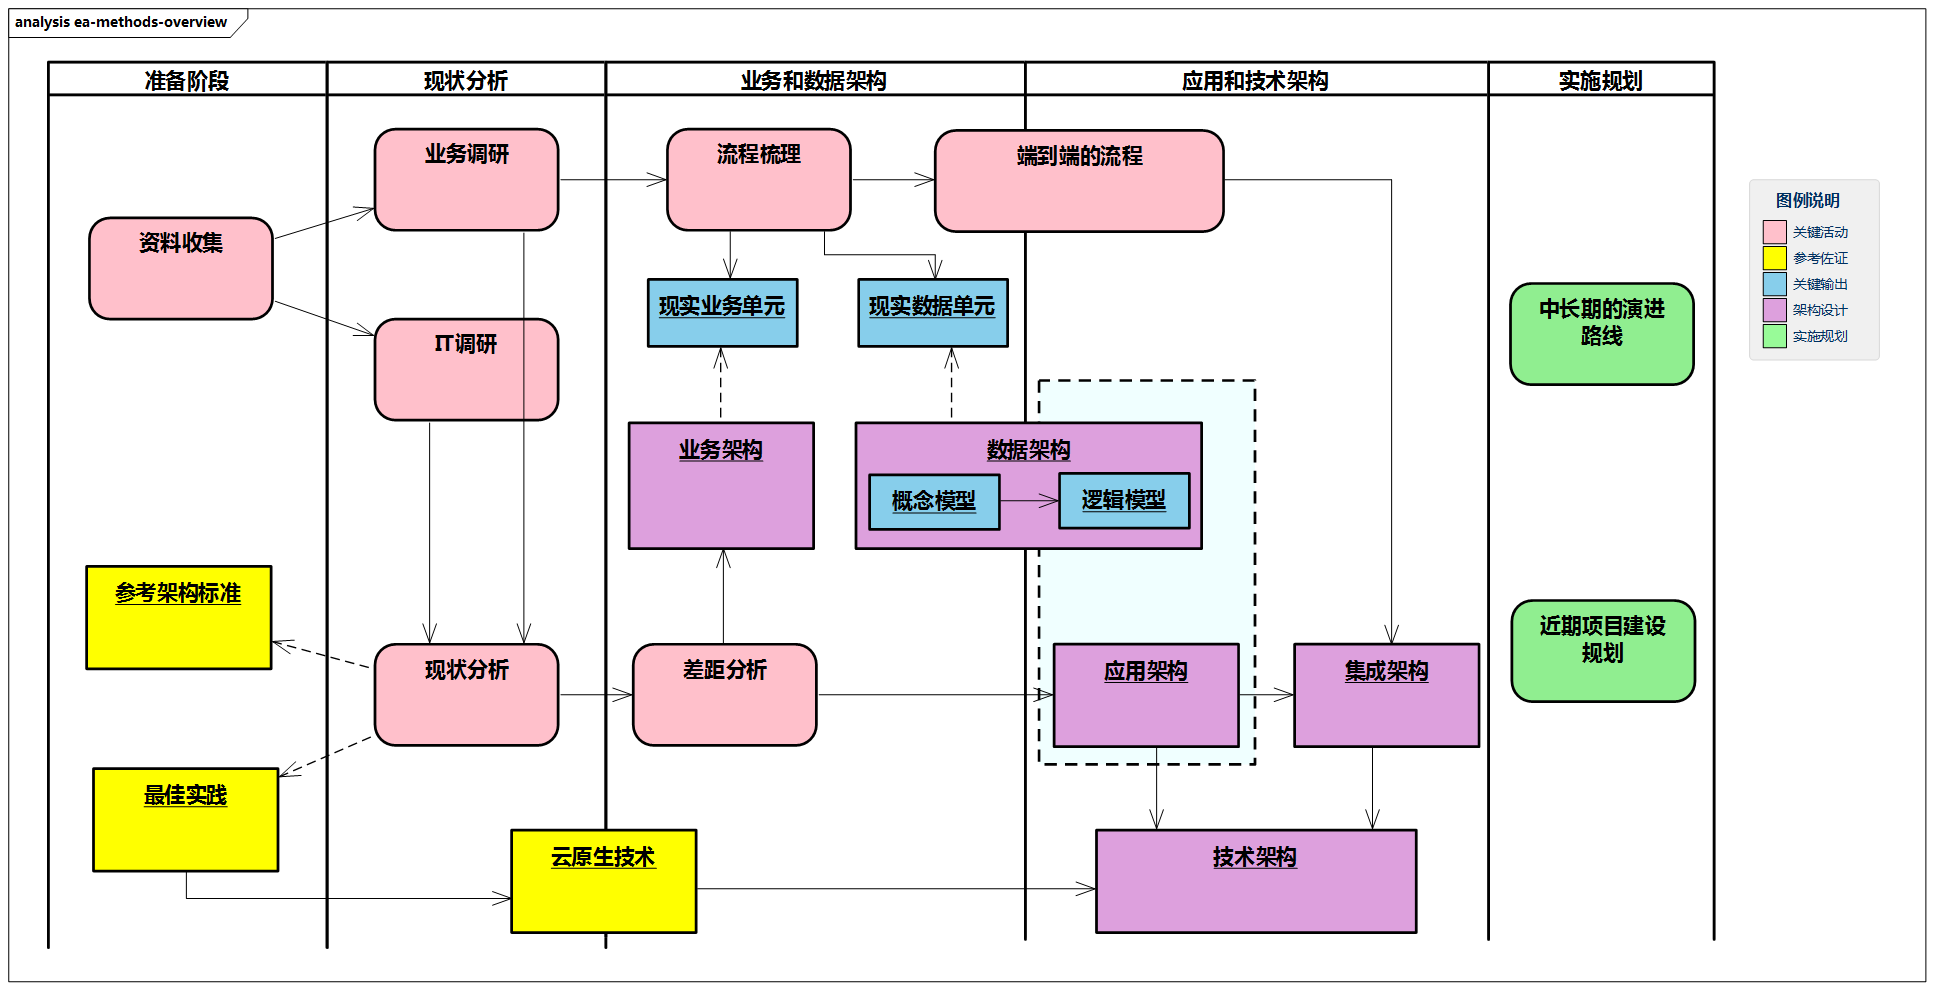 analysis ea-methods-overview
准备阶段
现状分析
业务和数据架构
应用和技术架构
实施规划
业务调研
流程梳理
端到端的流程
资料收集
IT调研
现实业务单元
现实数据单元
中长期的演进
路线
业务架构
数据架构
概念模型
逻辑模型
参考架构标准
现状分析
差距分析
应用架构
集成架构
近期项目建设
规划
最佳实践
云原生技术
技术架构
图例说明
关键活动
参考佐证
关键输出
架构设计
实施规划